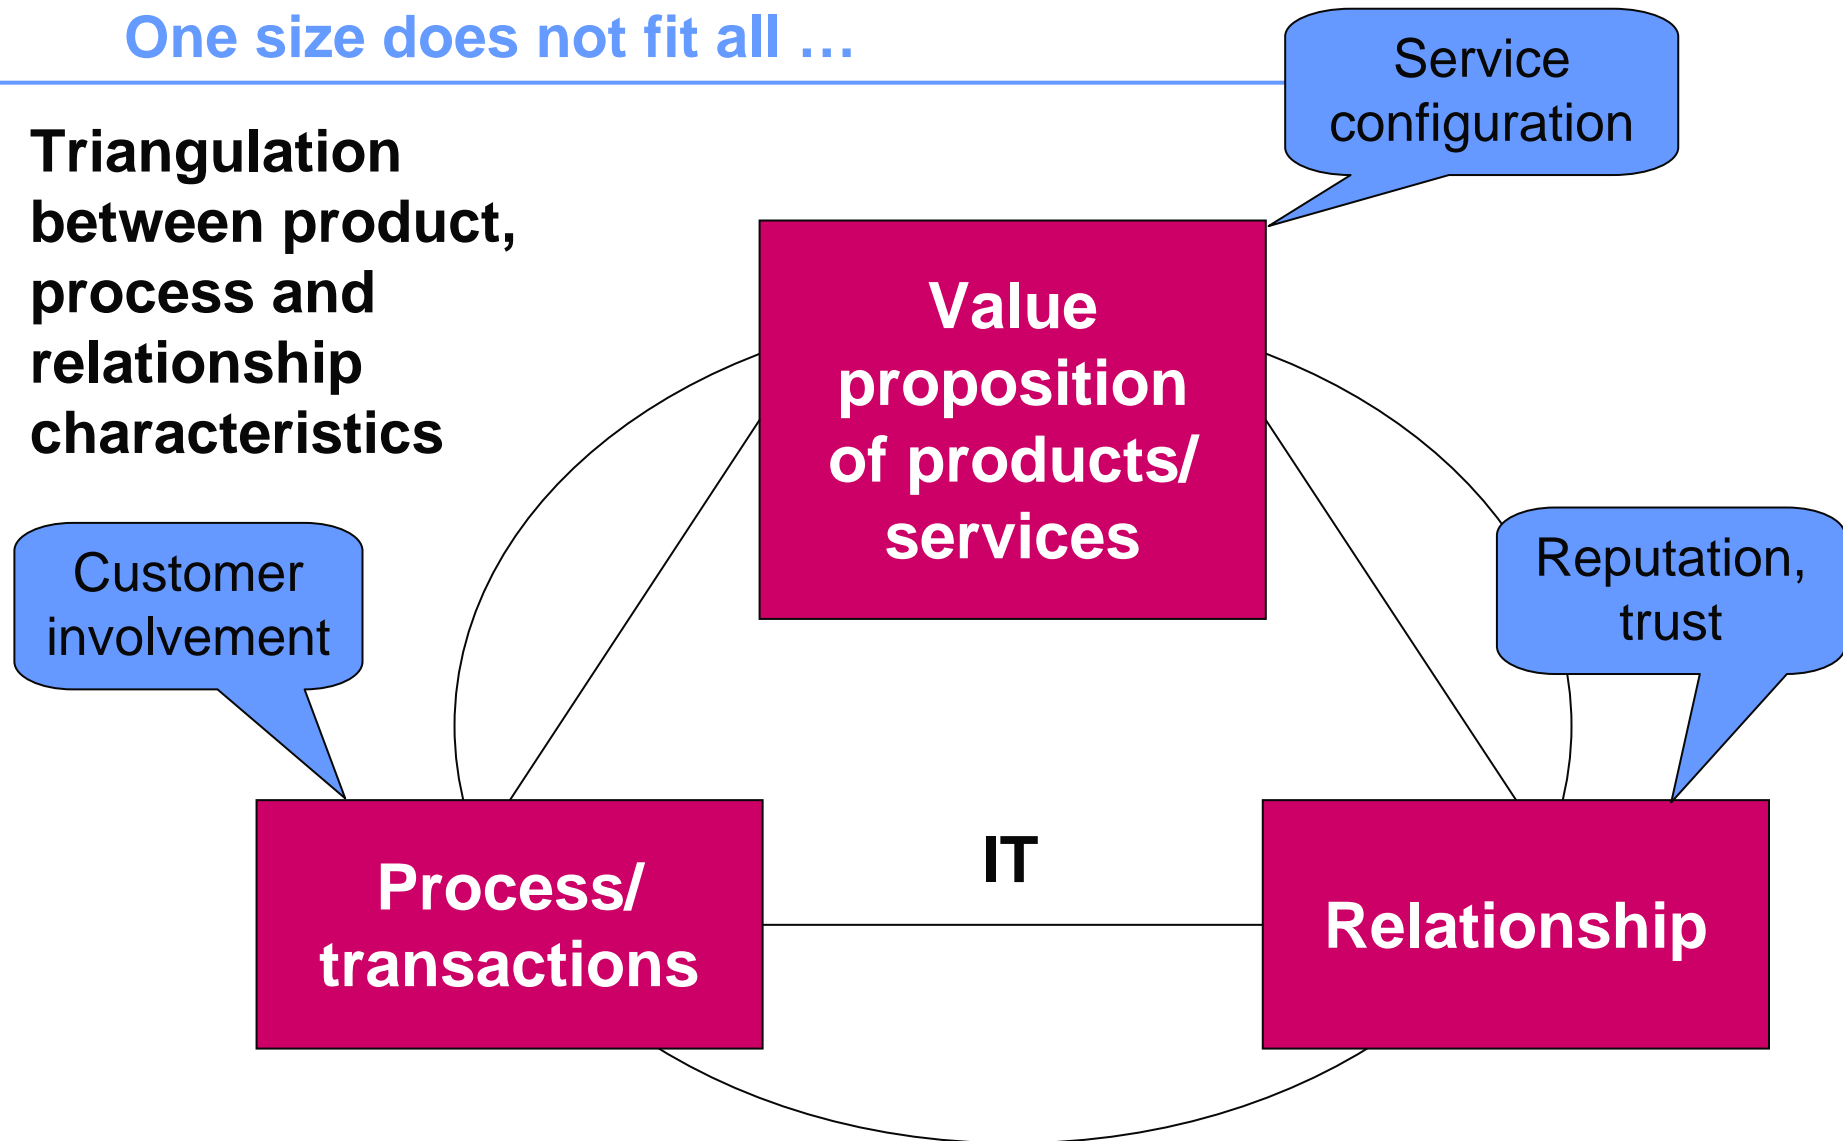 One size does not fit all …
Service
configuration
Triangulation
between product,
process and
relationship
characteristics
Value
proposition
of products/
services
Customer
involvement
Reputation,
trust
IT
Process/
transactions
Relationship